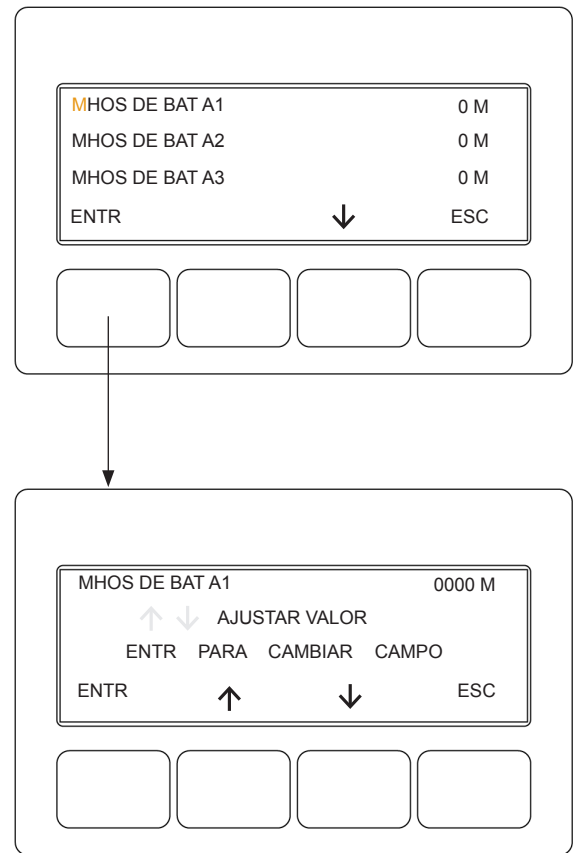 MHOS DE BAT A1 0 M
MHOS DE BAT A2 0 M
MHOS DE BAT A3 0 M
ENTR ↓ ESC
MHOS DE BAT A1 0000 M
↑ ↓ AJUSTAR VALOR
ENTR PARA CAMBIAR CAMPO
ENTR ↑ ↓ ESC